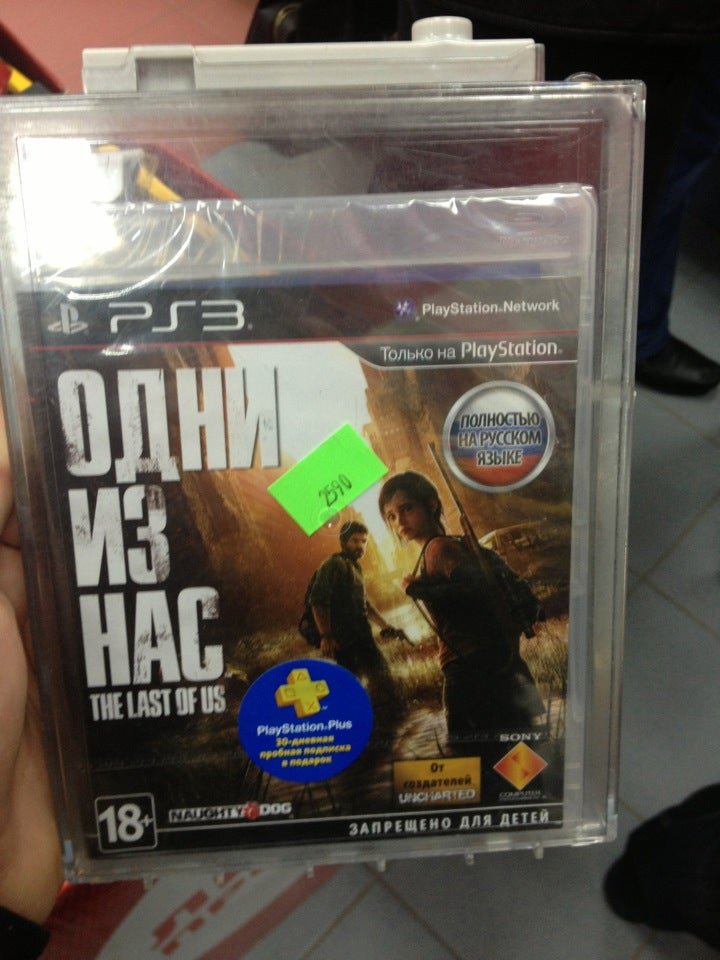 PS3
PlayStation Network
Только на PlayStation
ОДНИ
ИЗ
НАС
THE LAST OF US
ПОЛНОСТЬЮ
НА РУССКОМ
ЯЗЫКЕ
2590
PlayStation Plus
30-дневная
пробная подписка
в подарок
От
создателей
UNCHARTED
SONY
COMPUTER
18+
NAUGHTY DOG
ЗАПРЕЩЕНО ДЛЯ ДЕТЕЙ